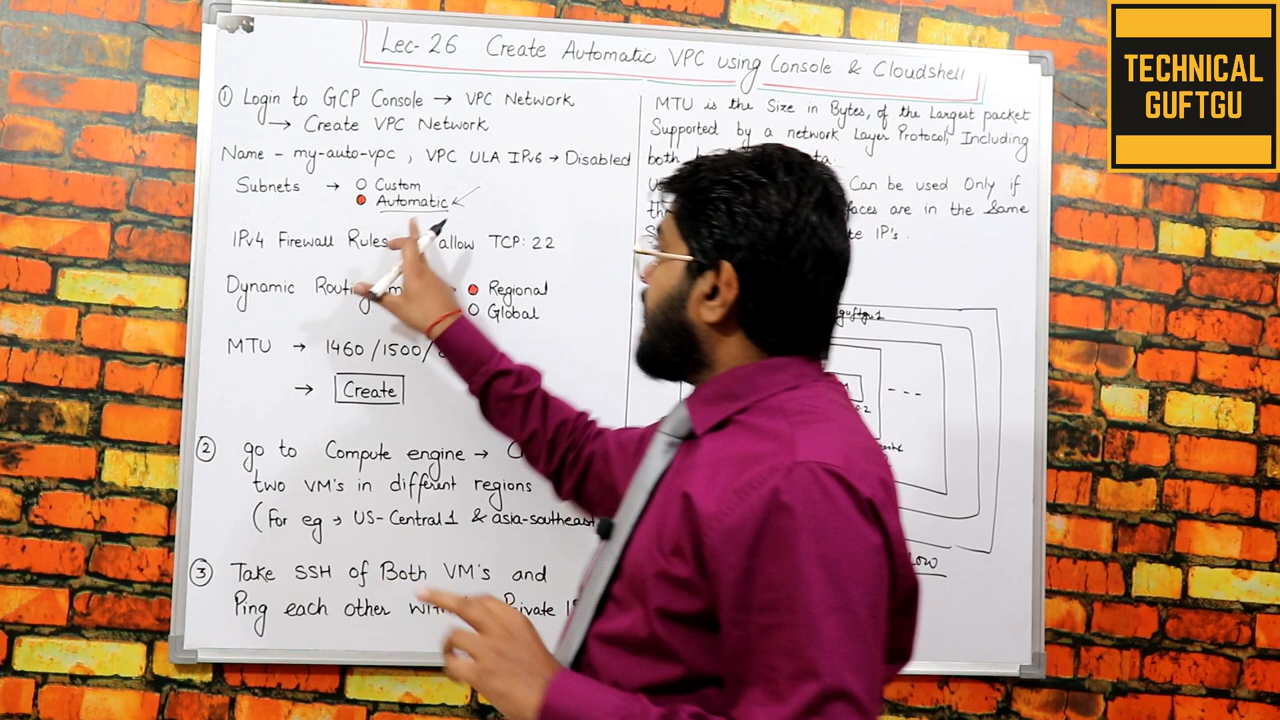 Lec-26 Create Automatic VPC using Console & Cloudshell
TECHNICAL
GUFTGU
① Login to GCP Console → VPC Network
→ Create VPC Network
Name - my-auto-vpc, VPC ULA IPv6 → Disabled
Subnets → Custom
Automatic
IPv4 Firewall Rules allow TCP: 22
Dynamic Routing Regional
Global
MTU → 1460/1500/
→ Create
② go to Compute engine →
two VM's in different regions
(For eg → US-Central1 & asia-southeast
③ Take SSH of Both VM's and
Ping each other Private
MTU is the Size in Bytes, of the Largest packet
Supported by a network Layer Protocol, Including
both
Can be used Only if
are in the Same
IP's.
guftgu1